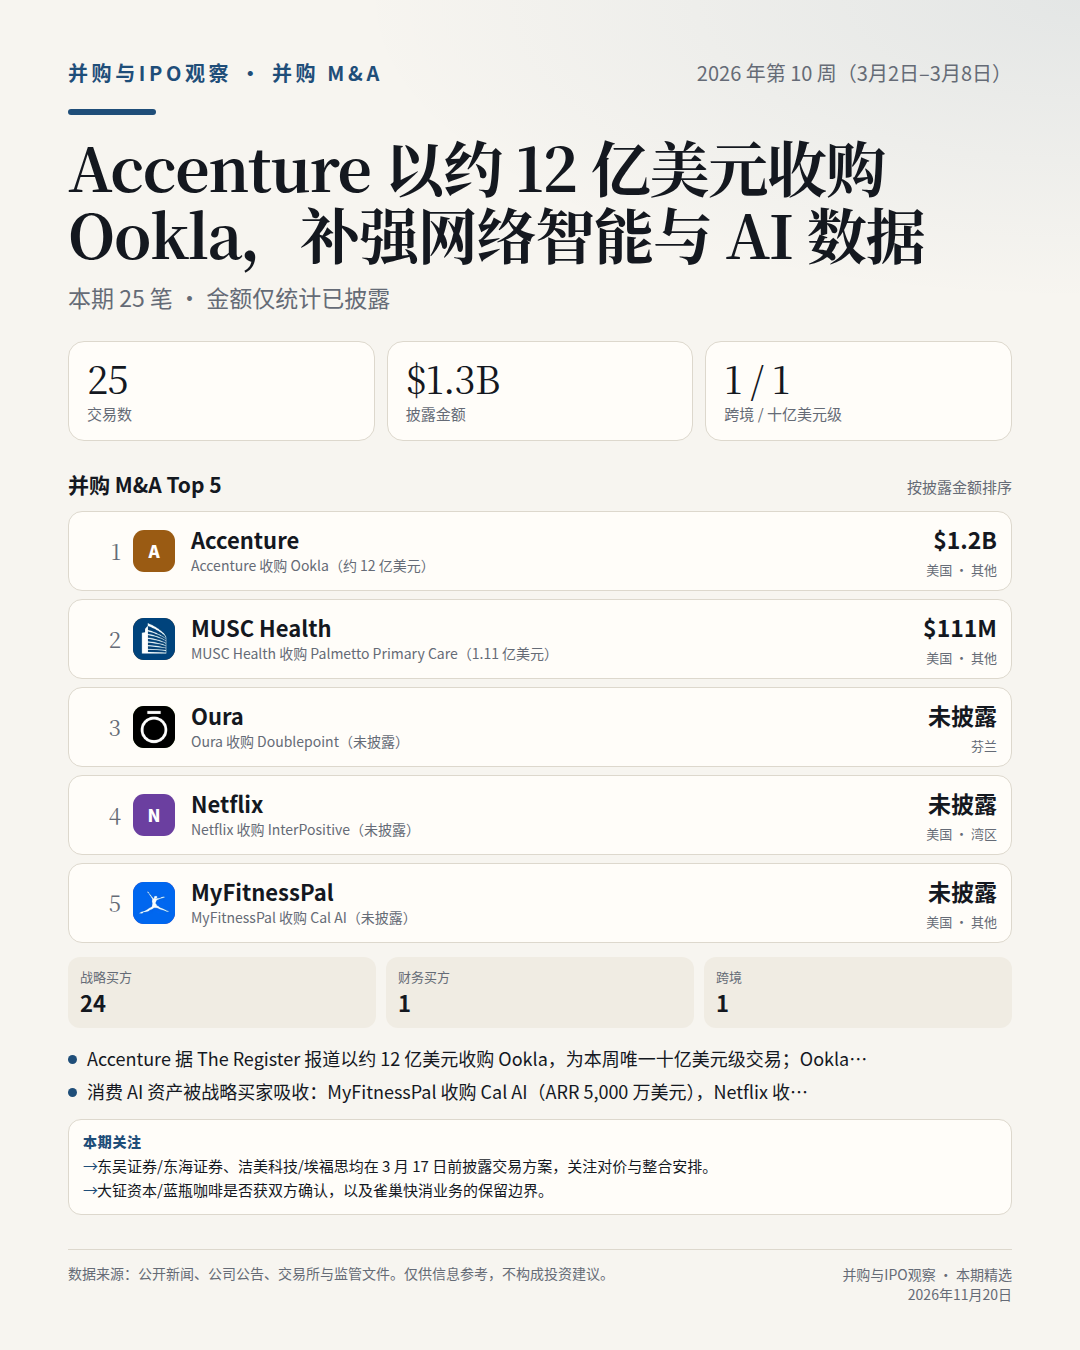 并购与IPO观察 · 并购 M&A
2026 年第 10 周（3月2日–3月8日）
Accenture 以约 12 亿美元收购
Ookla，补强网络智能与 AI 数据
本期 25 笔 · 金额仅统计已披露
25
交易数
$1.3B
披露金额
1 / 1
跨境 / 十亿美元级
并购 M&A Top 5
按披露金额排序
1
A
Accenture
Accenture 收购 Ookla（约 12 亿美元）
$1.2B
美国 · 其他
2
MUSC Health
MUSC Health 收购 Palmetto Primary Care（1.11 亿美元）
$111M
美国 · 其他
3
Oura
Oura 收购 Doublepoint（未披露）
未披露
芬兰
4
N
Netflix
Netflix 收购 InterPositive（未披露）
未披露
美国 · 湾区
5
MyFitnessPal
MyFitnessPal 收购 Cal AI（未披露）
未披露
美国 · 其他
战略买方
24
财务买方
1
跨境
1
Accenture 据 The Register 报道以约 12 亿美元收购 Ookla，为本周唯一十亿美元级交易；Ookla…
消费 AI 资产被战略买家吸收：MyFitnessPal 收购 Cal AI（ARR 5,000 万美元），Netflix 收…
本期关注
→东吴证券/东海证券、洁美科技/埃福思均在 3 月 17 日前披露交易方案，关注对价与整合安排。
→大钲资本/蓝瓶咖啡是否获双方确认，以及雀巢快消业务的保留边界。
数据来源：公开新闻、公司公告、交易所与监管文件。仅供信息参考，不构成投资建议。
并购与IPO观察 · 本期精选
2026年11月20日